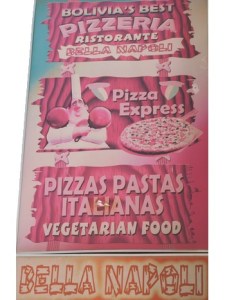 BOLIVIA'S BEST
PIZZERIA
RISTORANTE
BELLA NAPOLI
Pizza
Express
PIZZAS PASTAS
ITALIANAS
VEGETARIAN FOOD
BELLA NAPOLI